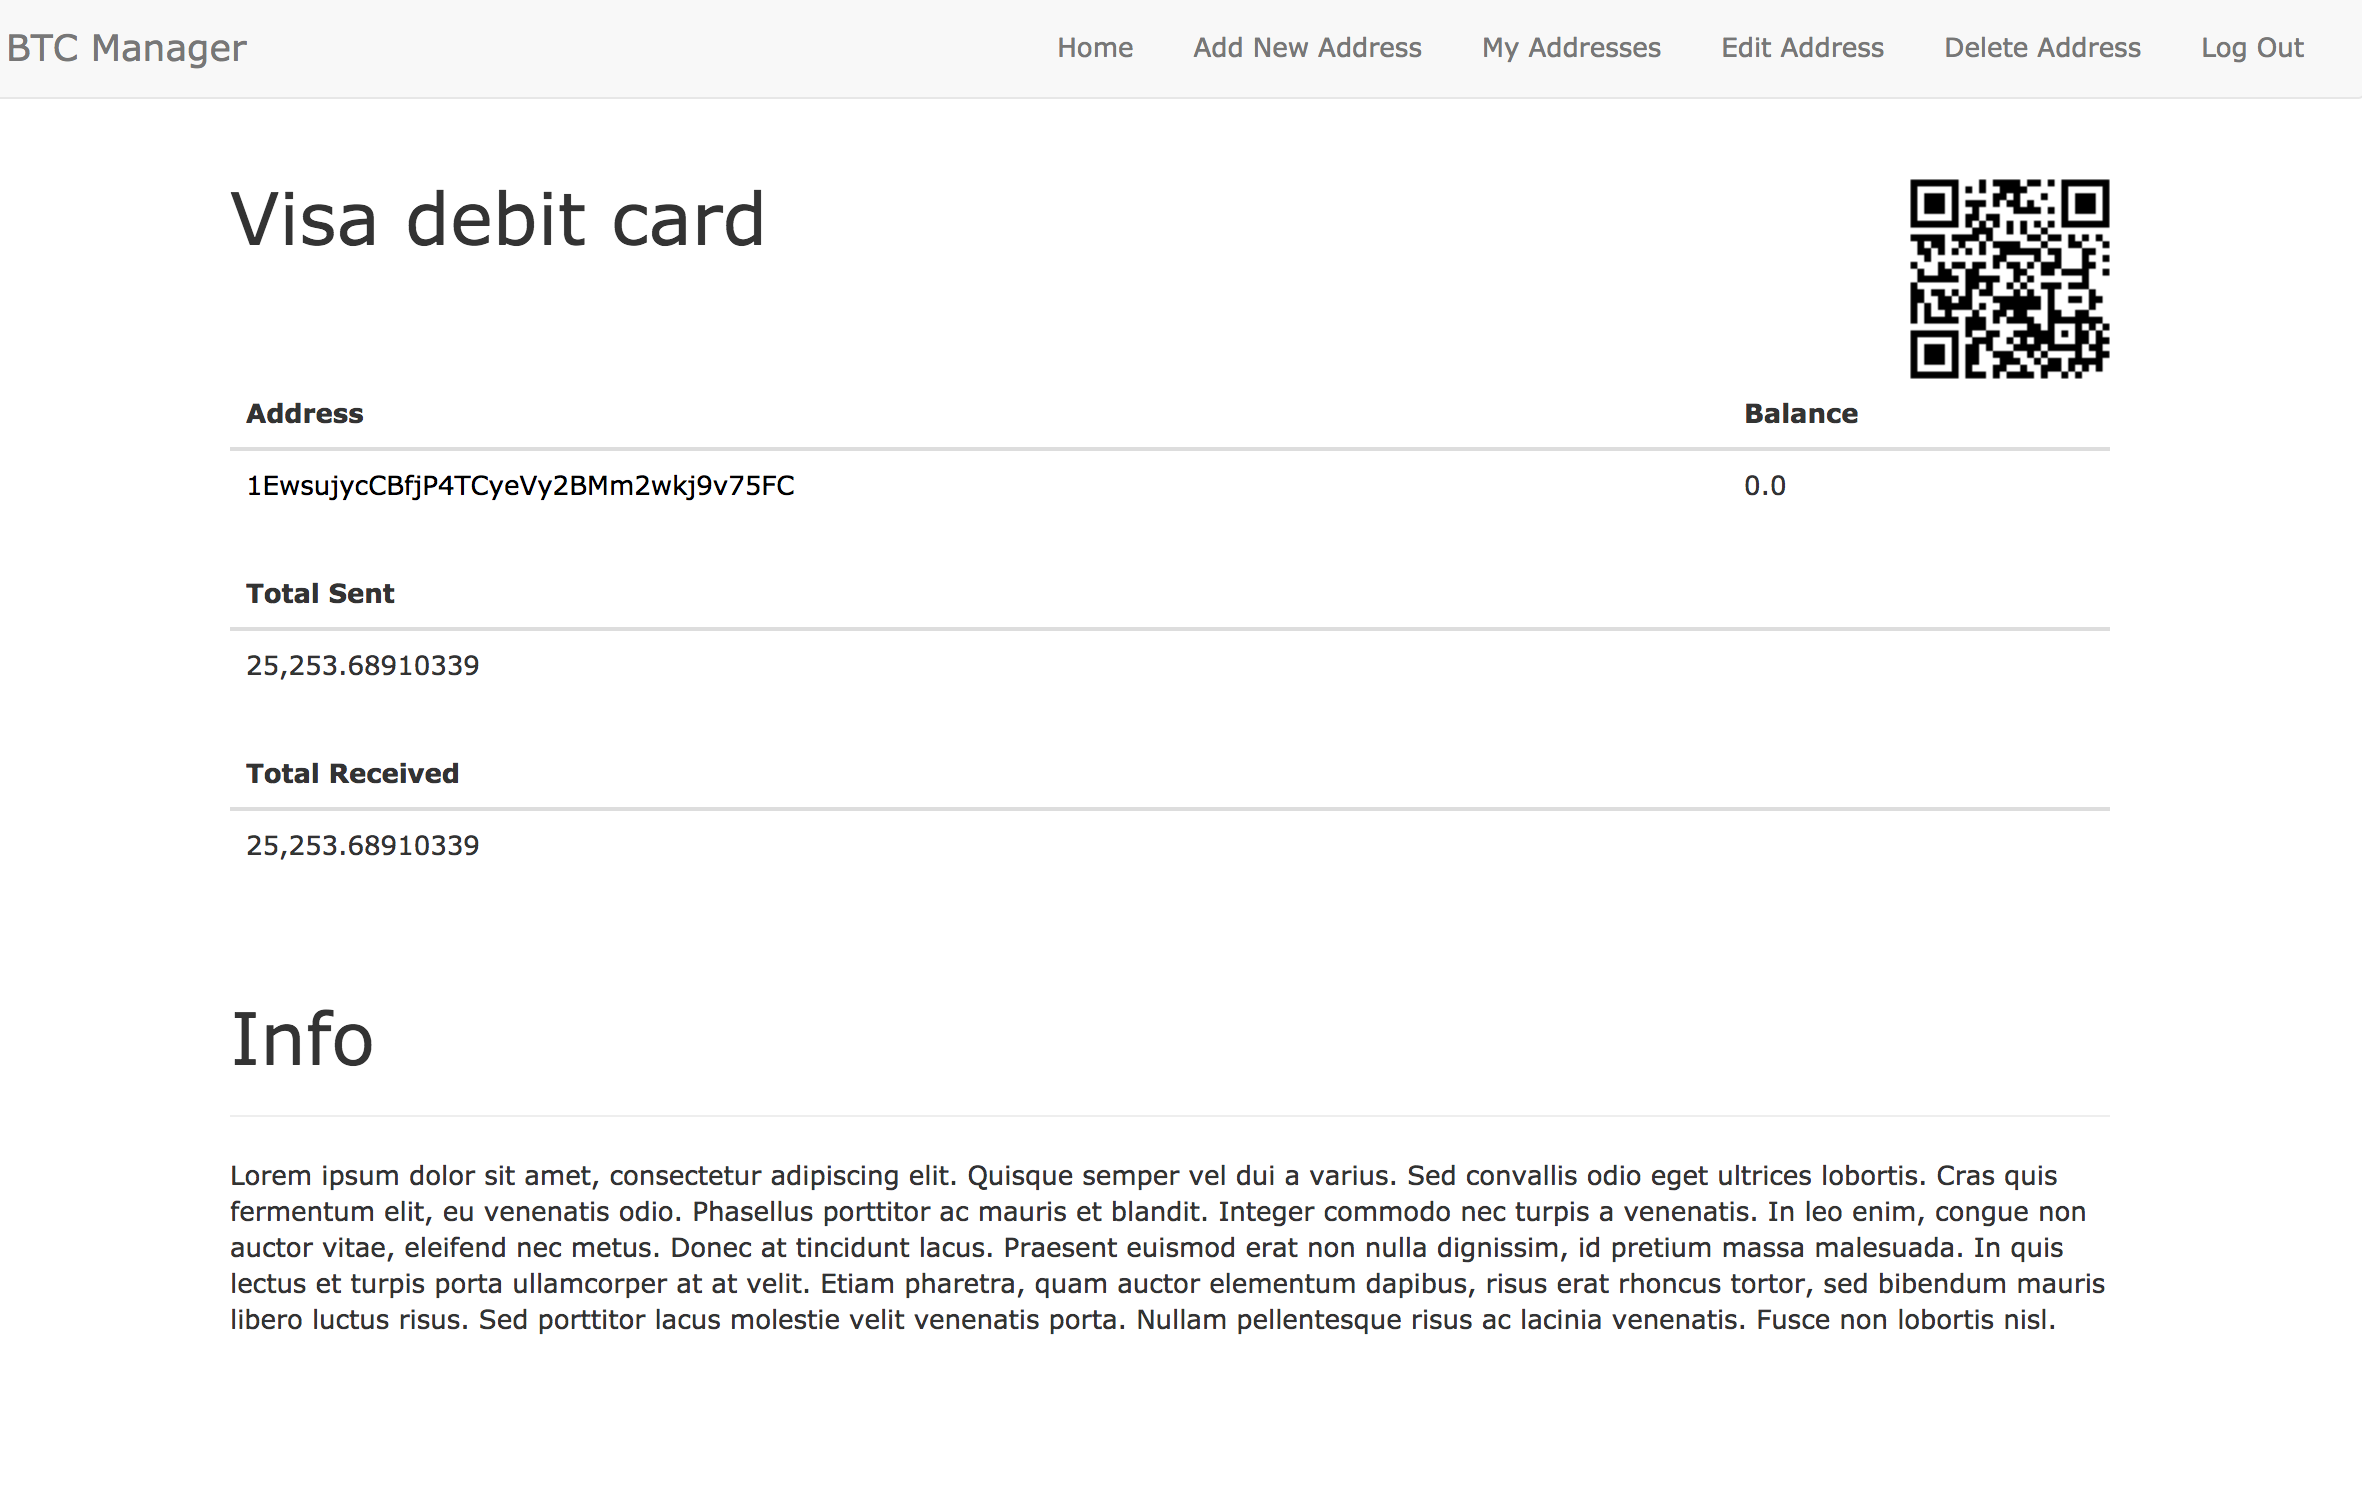 BTC Manager Home Add New Address My Addresses Edit Address Delete Address Log Out
Visa debit card
Address Balance
1EwsujycCBfjP4TCyeVy2BMm2wkj9v75FC 0.0
Total Sent
25,253.68910339
Total Received
25,253.68910339
Info
Lorem ipsum dolor sit amet, consectetur adipiscing elit. Quisque semper vel dui a varius. Sed convallis odio eget ultrices lobortis. Cras quis
fermentum elit, eu venenatis odio. Phasellus porttitor ac mauris et blandit. Integer commodo nec turpis a venenatis. In leo enim, congue non
auctor vitae, eleifend nec metus. Donec at tincidunt lacus. Praesent euismod erat non nulla dignissim, id pretium massa malesuada. In quis
lectus et turpis porta ullamcorper at at velit. Etiam pharetra, quam auctor elementum dapibus, risus erat rhoncus tortor, sed bibendum mauris
libero luctus risus. Sed porttitor lacus molestie velit venenatis porta. Nullam pellentesque risus ac lacinia venenatis. Fusce non lobortis nisl.